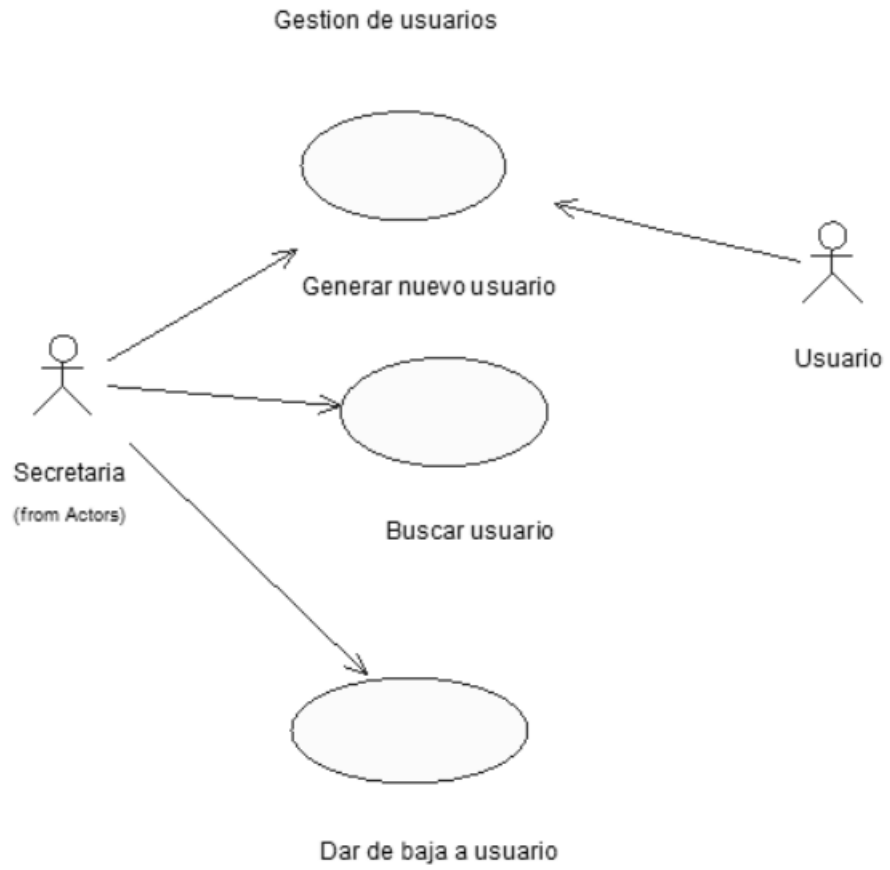 Gestion de usuarios
Generar nuevo usuario
Usuario
Secretaria
(from Actors)
Buscar usuario
Dar de baja a usuario